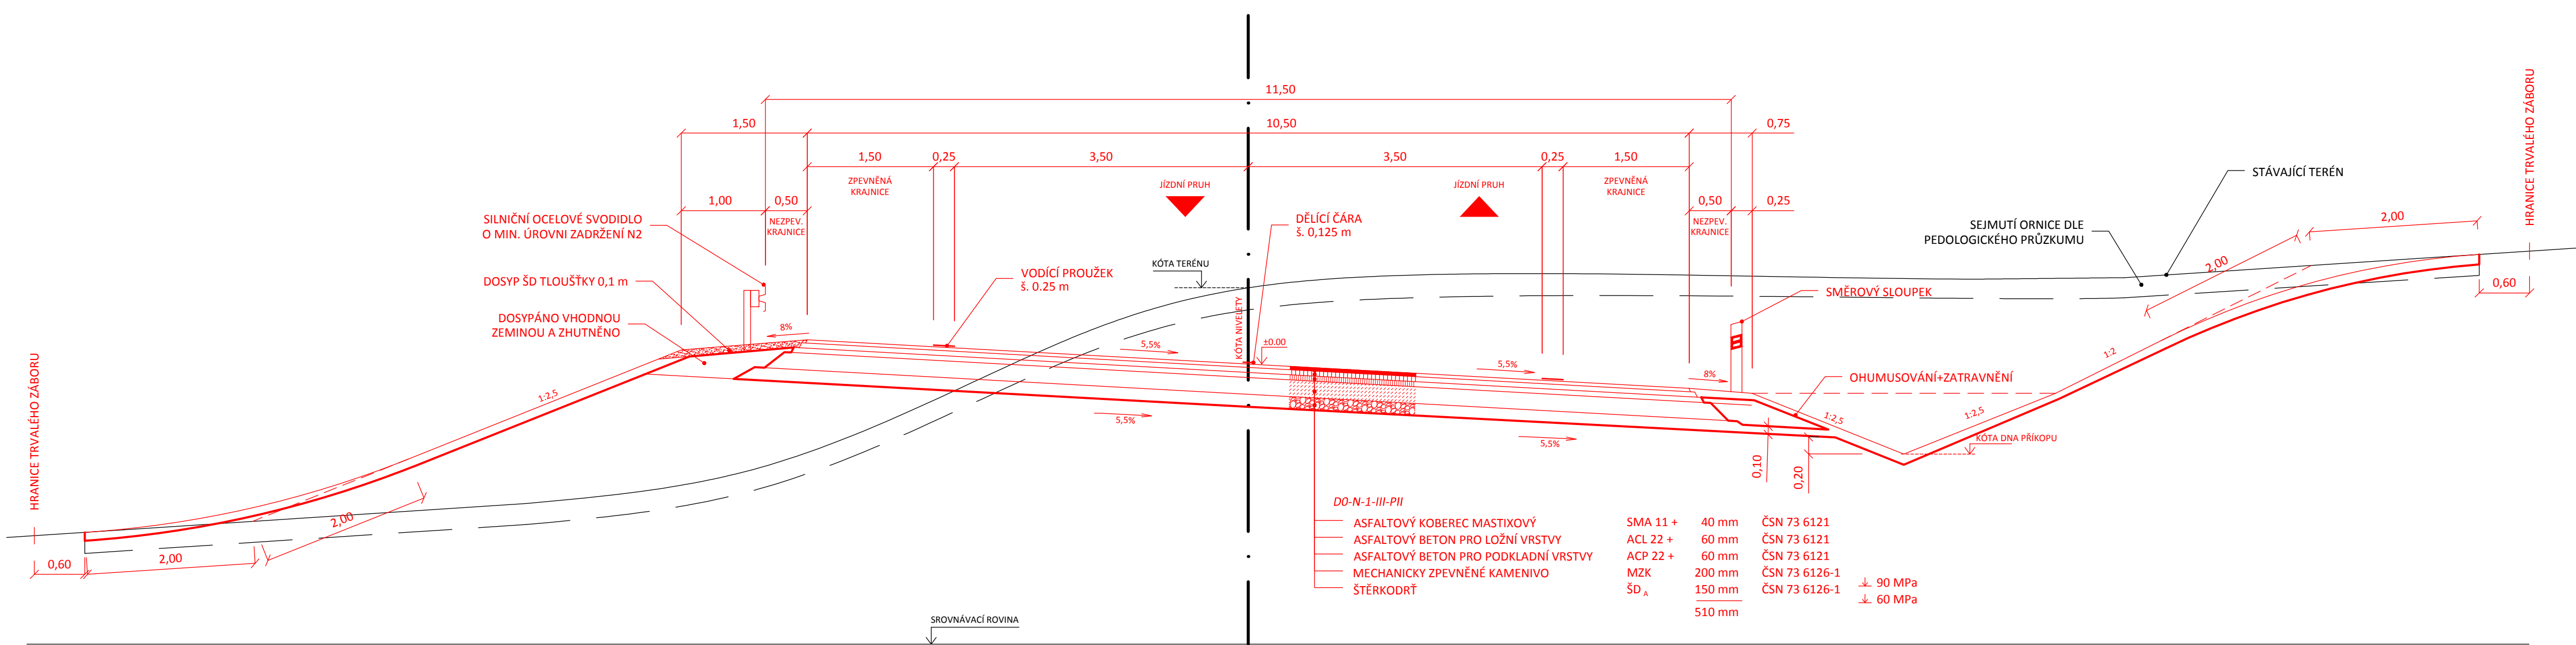 11,50
1,50
10,50
0,75
1,50
0,25
3,50
3,50
0,25
1,50
ZPEVNĚNÁ
KRAJNICE
JÍZDNÍ PRUH
JÍZDNÍ PRUH
ZPEVNĚNÁ
KRAJNICE
1,00
0,50
0,50
0,25
NEZPEV.
KRAJNICE
NEZPEV.
KRAJNICE
SILNIČNÍ OCELOVÉ SVODIDLO
O MIN. ÚROVNI ZADRŽENÍ N2
DĚLÍCÍ ČÁRA
š. 0,125 m
STÁVAJÍCÍ TERÉN
SEJMUTÍ ORNICE DLE
PEDOLOGICKÉHO PRŮZKUMU
2,00
2,00
0,60
HRANICE TRVALÉHO ZÁBORU
KÓTA TERÉNU
VODÍCÍ PROUŽEK
š. 0.25 m
DOSYP ŠD TLOUŠŤKY 0,1 m
SMĚROVÝ SLOUPEK
DOSYPÁNO VHODNOU
ZEMINOU A ZHUTNĚNO
8%
5,5%
KÓTA NIVELETY
±0.00
5,5%
8%
1:2
OHUMUSOVÁNÍ+ZATRAVNĚNÍ
HRANICE TRVALÉHO ZÁBORU
1:2,5
5,5%
5,5%
1:2,5
1:2,5
KÓTA DNA PŘÍKOPU
0,10
0,20
2,00
2,00
0,60
D0-N-1-III-PII
ASFALTOVÝ KOBEREC MASTIXOVÝ SMA 11 + 40 mm ČSN 73 6121
ASFALTOVÝ BETON PRO LOŽNÍ VRSTVY ACL 22 + 60 mm ČSN 73 6121
ASFALTOVÝ BETON PRO PODKLADNÍ VRSTVY ACP 22 + 60 mm ČSN 73 6121
MECHANICKY ZPEVNĚNÉ KAMENIVO MZK 200 mm ČSN 73 6126-1
90 MPa
ŠTĚRKODRŤ ŠD A 150 mm ČSN 73 6126-1
60 MPa
510 mm
SROVNÁVACÍ ROVINA